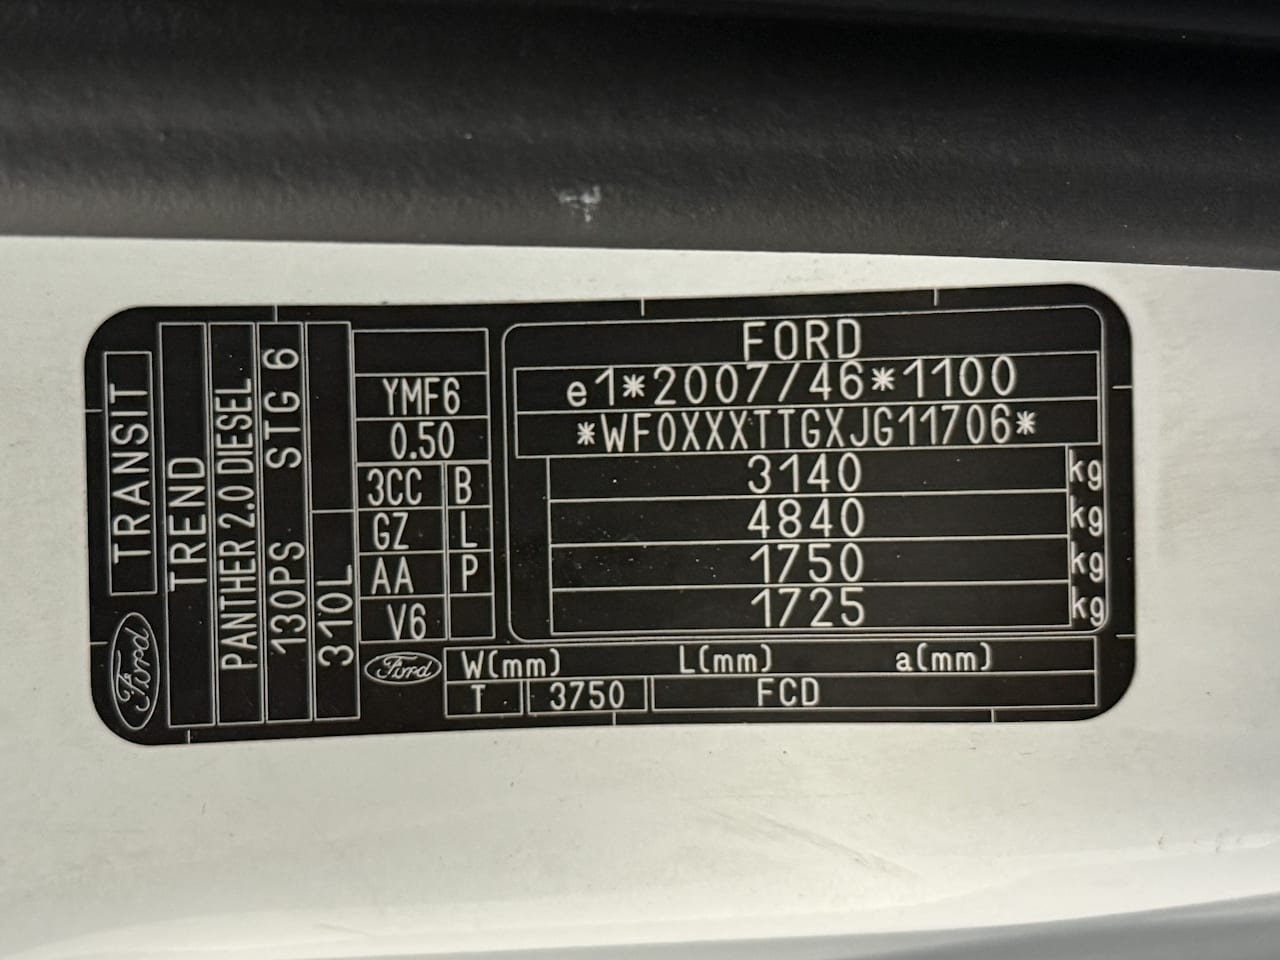 FORD
e1*2007/46*1100
*WF0XXXTTGXJG11706*
3140 kg
4840 kg
1750 kg
1725 kg
YMF6
0.50
3CC B
GZ L
AA P
V6
Ford
W(mm) L(mm) a(mm)
T 3750 FCD
Ford TRANSIT
TREND
PANTHER 2.0 DIESEL
130PS STG 6
310L